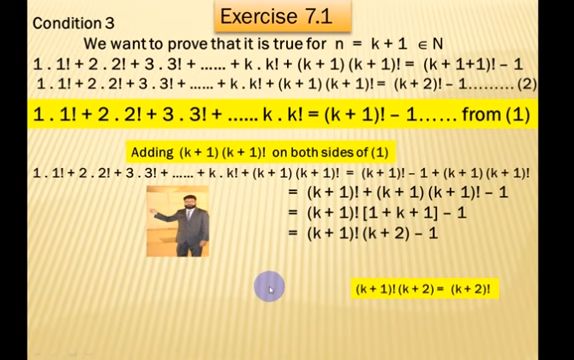 Exercise 7.1
Condition 3
We want to prove that it is true for n = k + 1 ∈ N
1 . 1! + 2 . 2! + 3 . 3! + ...... + k . k! + (k + 1) (k + 1)! = (k + 1+1)! – 1
1 . 1! + 2 . 2! + 3 . 3! + ...... + k . k! + (k + 1) (k + 1)! = (k + 2)! – 1.........(2)
1 . 1! + 2 . 2! + 3 . 3! + ...... k . k! = (k + 1)! – 1...... from (1)
Adding (k + 1) (k + 1)! on both sides of (1)
1 . 1! + 2 . 2! + 3 . 3! + ...... + k . k! + (k + 1) (k + 1)! = (k + 1)! – 1 + (k + 1) (k + 1)!
= (k + 1)! + (k + 1) (k + 1)! – 1
= (k + 1)! [1 + k + 1] – 1
= (k + 1)! (k + 2) – 1
(k + 1)! (k + 2) = (k + 2)!